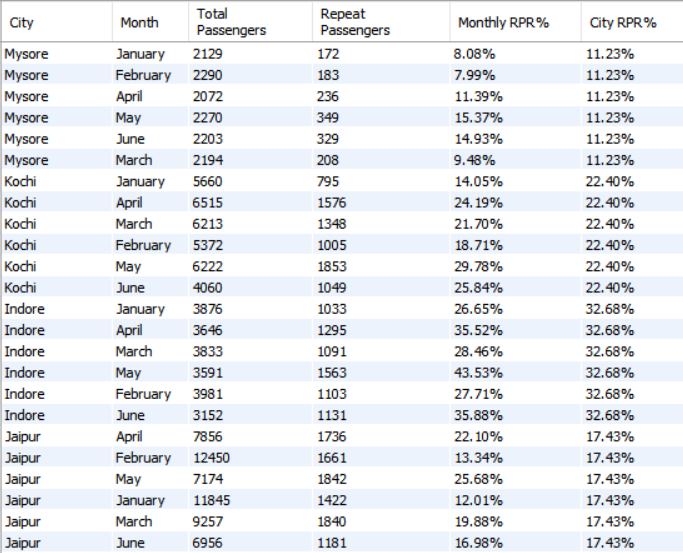 City Month Total Passengers Repeat Passengers Monthly RPR% City RPR%
Mysore January 2129 172 8.08% 11.23%
Mysore February 2290 183 7.99% 11.23%
Mysore April 2072 236 11.39% 11.23%
Mysore May 2270 349 15.37% 11.23%
Mysore June 2203 329 14.93% 11.23%
Mysore March 2194 208 9.48% 11.23%
Kochi January 5660 795 14.05% 22.40%
Kochi April 6515 1576 24.19% 22.40%
Kochi March 6213 1348 21.70% 22.40%
Kochi February 5372 1005 18.71% 22.40%
Kochi May 6222 1853 29.78% 22.40%
Kochi June 4060 1049 25.84% 22.40%
Indore January 3876 1033 26.65% 32.68%
Indore April 3646 1295 35.52% 32.68%
Indore March 3833 1091 28.46% 32.68%
Indore May 3591 1563 43.53% 32.68%
Indore February 3981 1103 27.71% 32.68%
Indore June 3152 1131 35.88% 32.68%
Jaipur April 7856 1736 22.10% 17.43%
Jaipur February 12450 1661 13.34% 17.43%
Jaipur May 7174 1842 25.68% 17.43%
Jaipur January 11845 1422 12.01% 17.43%
Jaipur March 9257 1840 19.88% 17.43%
Jaipur June 6956 1181 16.98% 17.43%